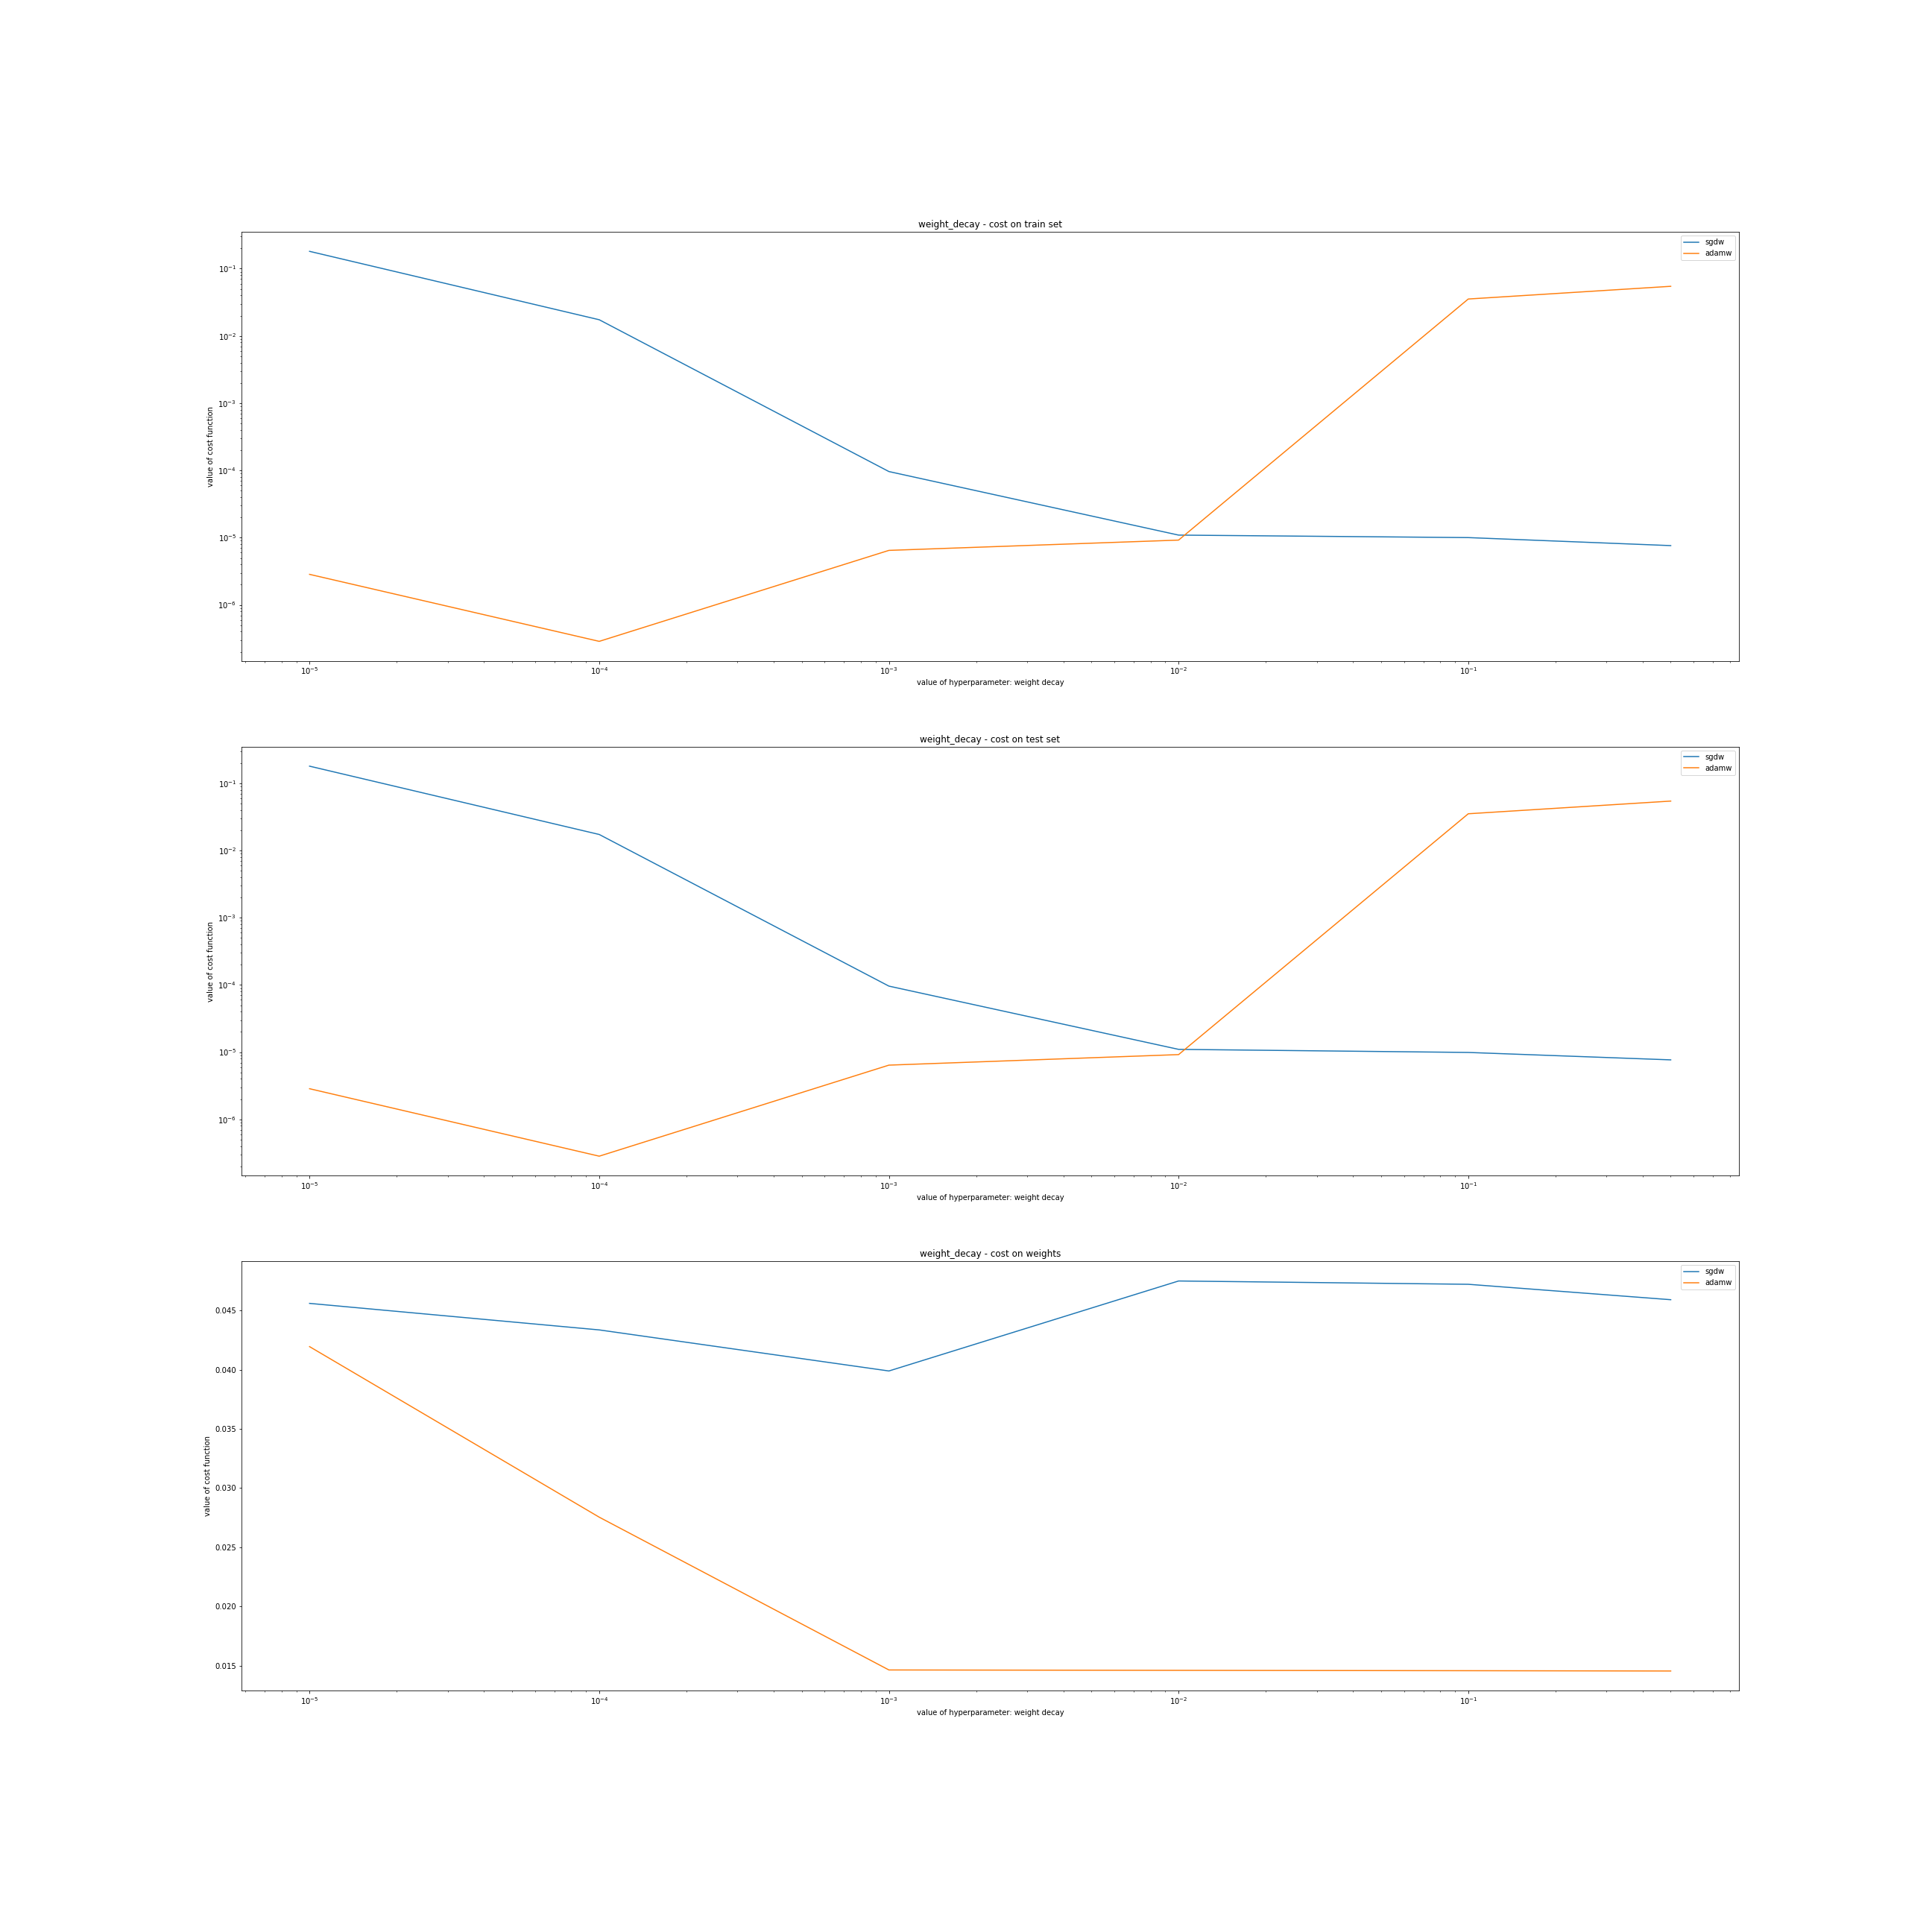 weight_decay - cost on train set
sgdw
adamw
10⁻¹
10⁻²
10⁻³
10⁻⁴
10⁻⁵
10⁻⁶
value of cost function
10⁻⁵ 10⁻⁴ 10⁻³ 10⁻² 10⁻¹
value of hyperparameter: weight decay
weight_decay - cost on test set
sgdw
adamw
10⁻¹
10⁻²
10⁻³
10⁻⁴
10⁻⁵
10⁻⁶
value of cost function
10⁻⁵ 10⁻⁴ 10⁻³ 10⁻² 10⁻¹
value of hyperparameter: weight decay
weight_decay - cost on weights
sgdw
adamw
0.045
0.040
0.035
0.030
0.025
0.020
0.015
value of cost function
10⁻⁵ 10⁻⁴ 10⁻³ 10⁻² 10⁻¹
value of hyperparameter: weight decay